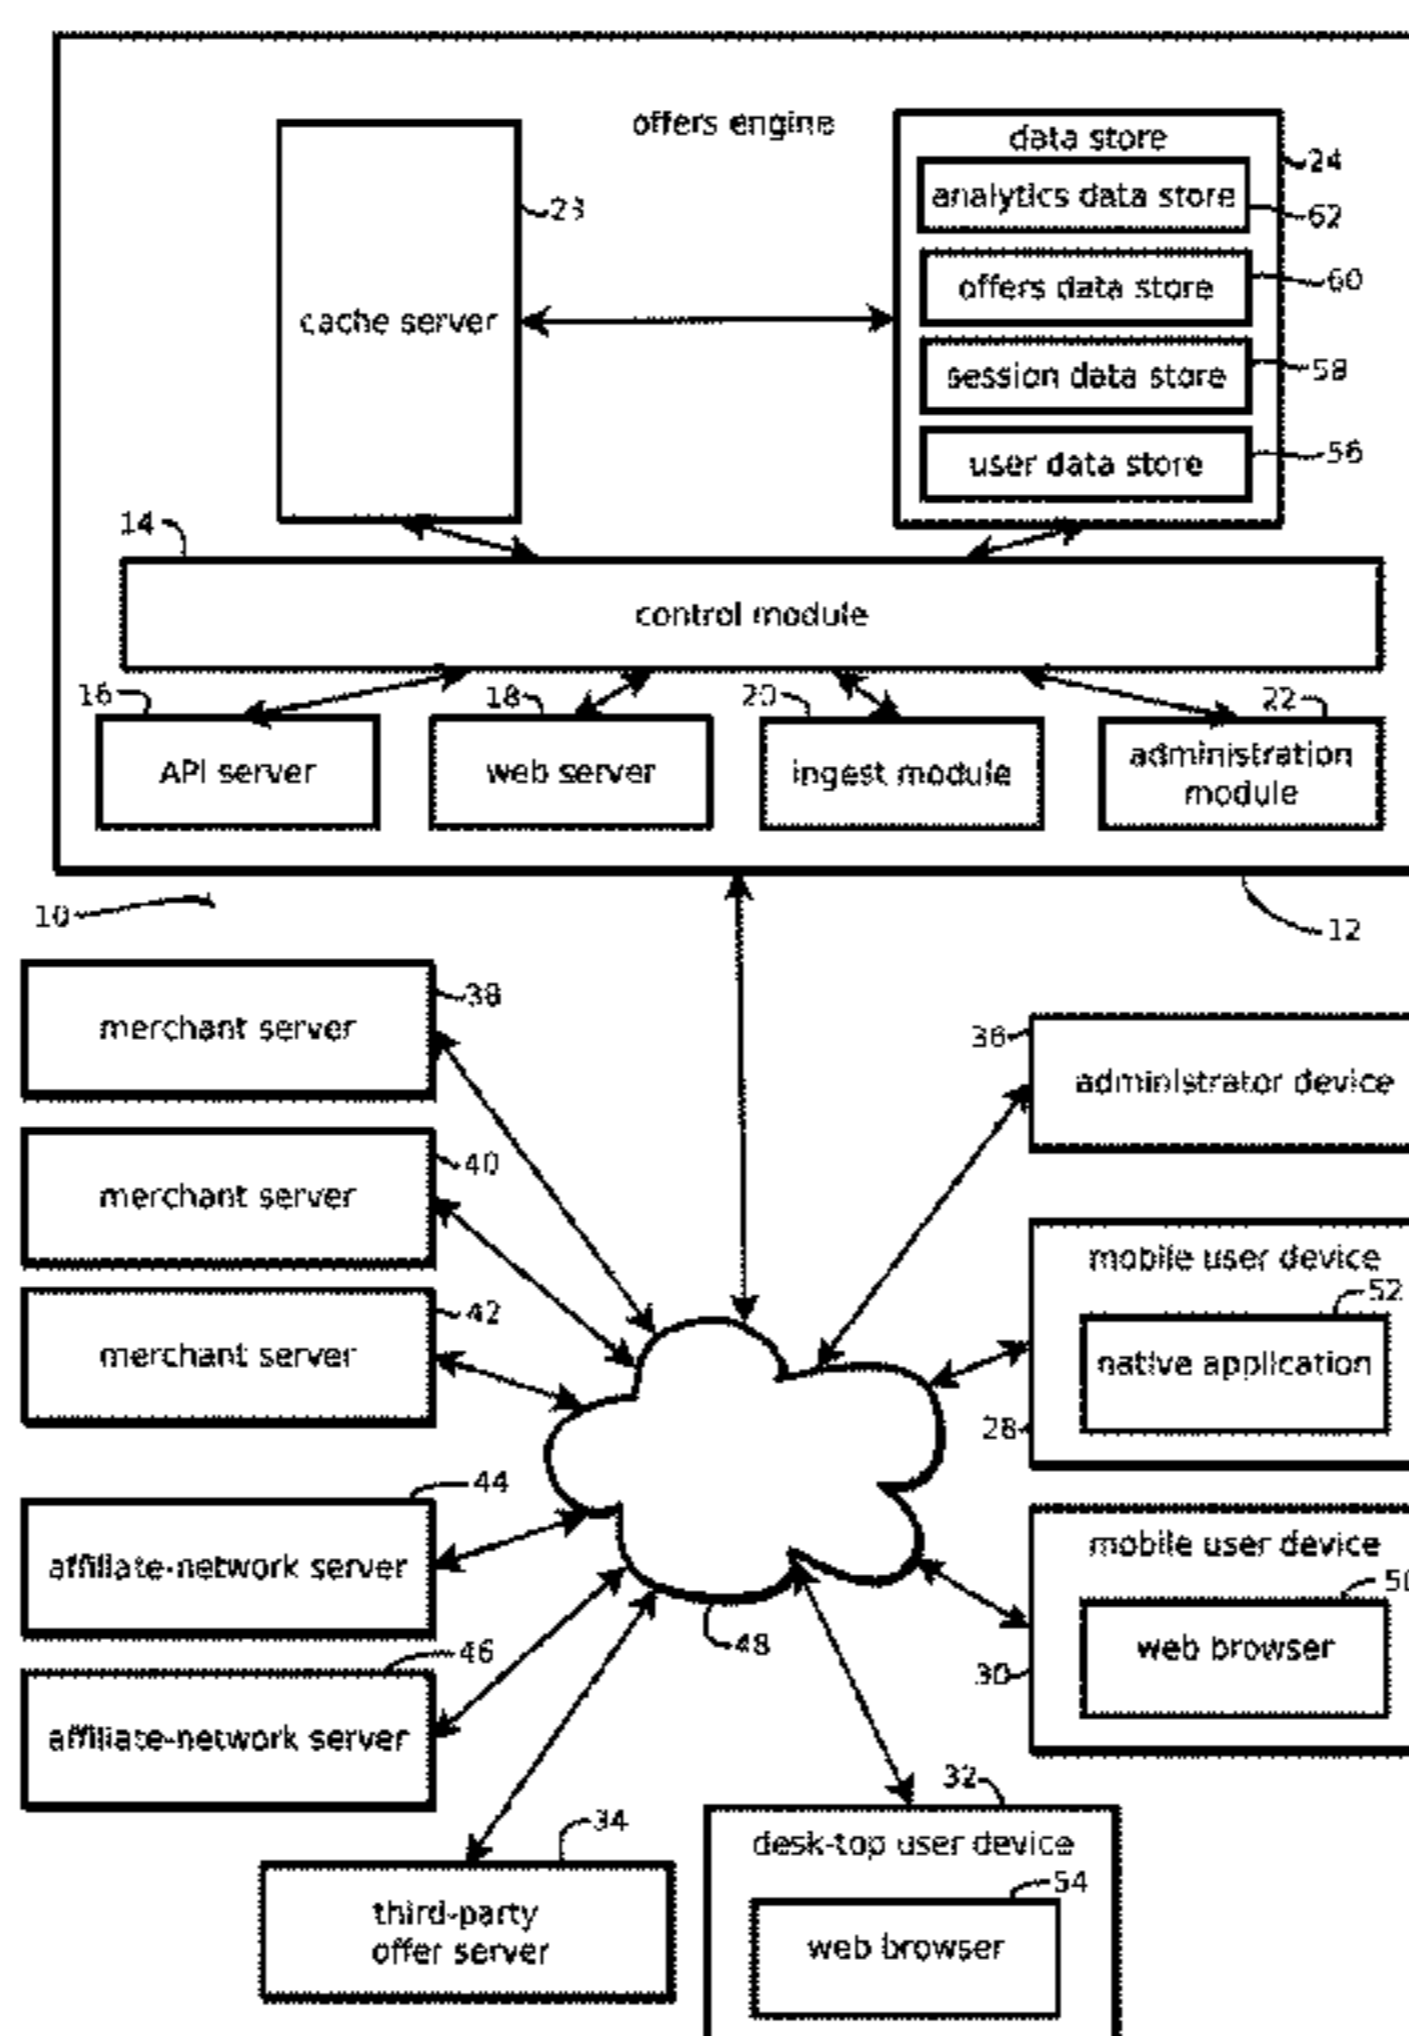 offers engine
data store
24
analytics data store
62
23
offers data store
60
cache server
session data store
58
user data store
56
14
control module
16
18
20
22
API server
web server
ingest module
administration
module
10
12
38
merchant server
36
administrator device
40
merchant server
mobile user device
52
42
merchant server
native application
28
44
mobile user device
affiliate-network server
48
web browser
46
30
affiliate-network server
32
34
desk-top user device
54
third-party
offer server
web browser